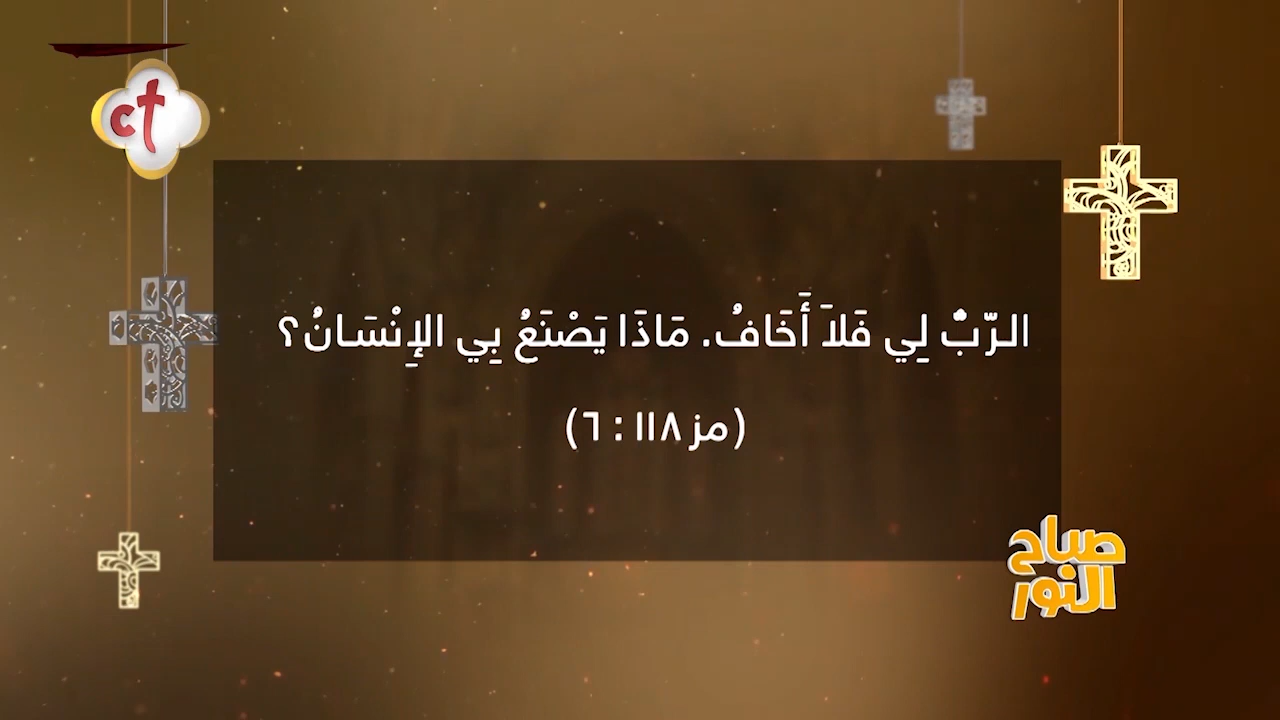 ct
الرّبُّ لِي فَلاَ أَخَافُ. مَاذَا يَصْنَعُ بِي الإِنْسَانُ؟
(مز ١١٨ : ٦)
صباح
النور